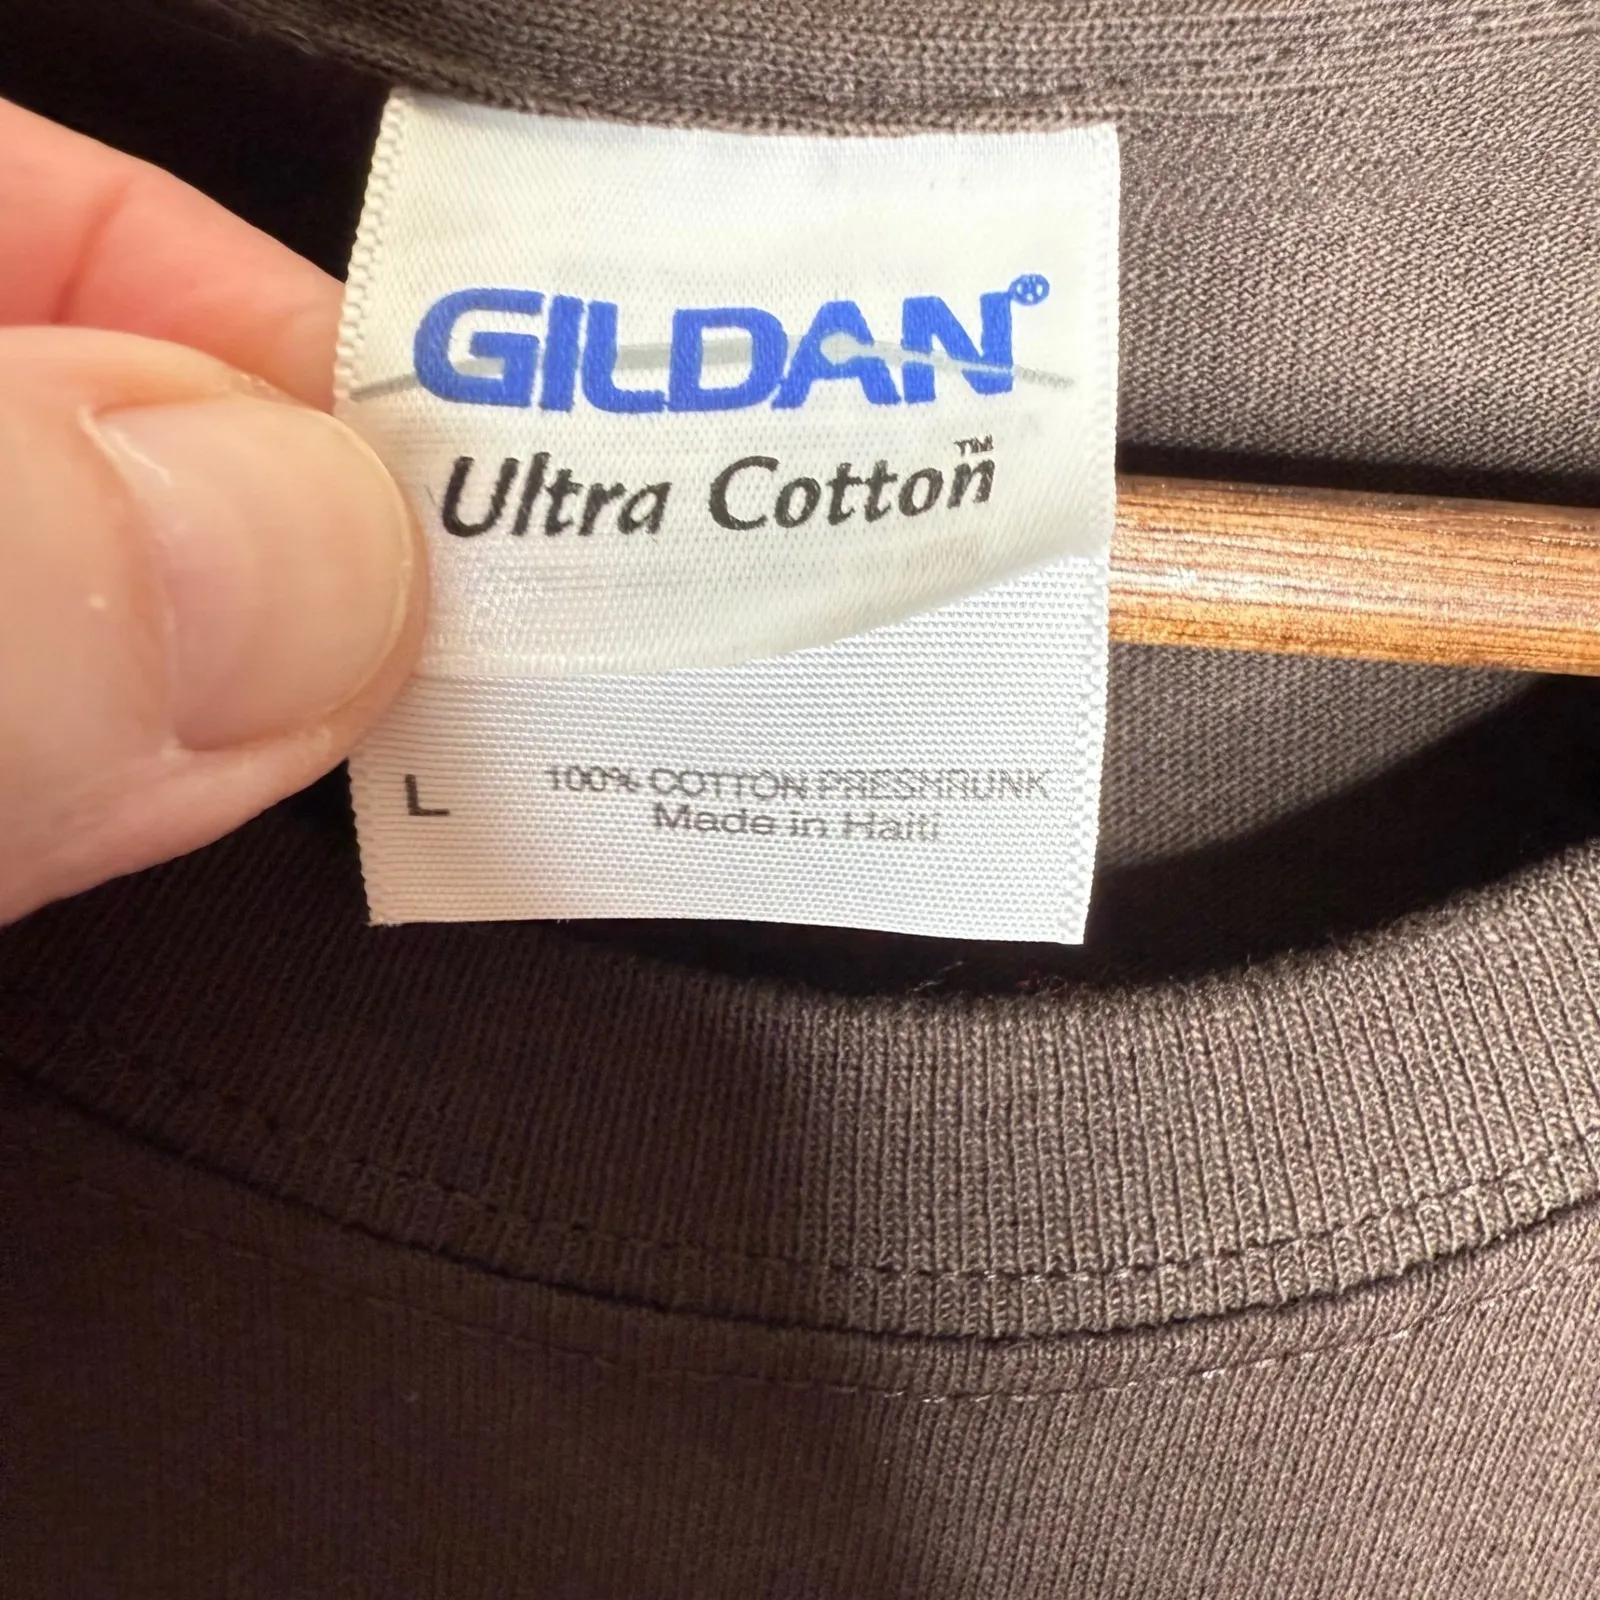 GILDAN®
Ultra Cotton™
L 100% COTTON PRESHRUNK
Made in Haiti